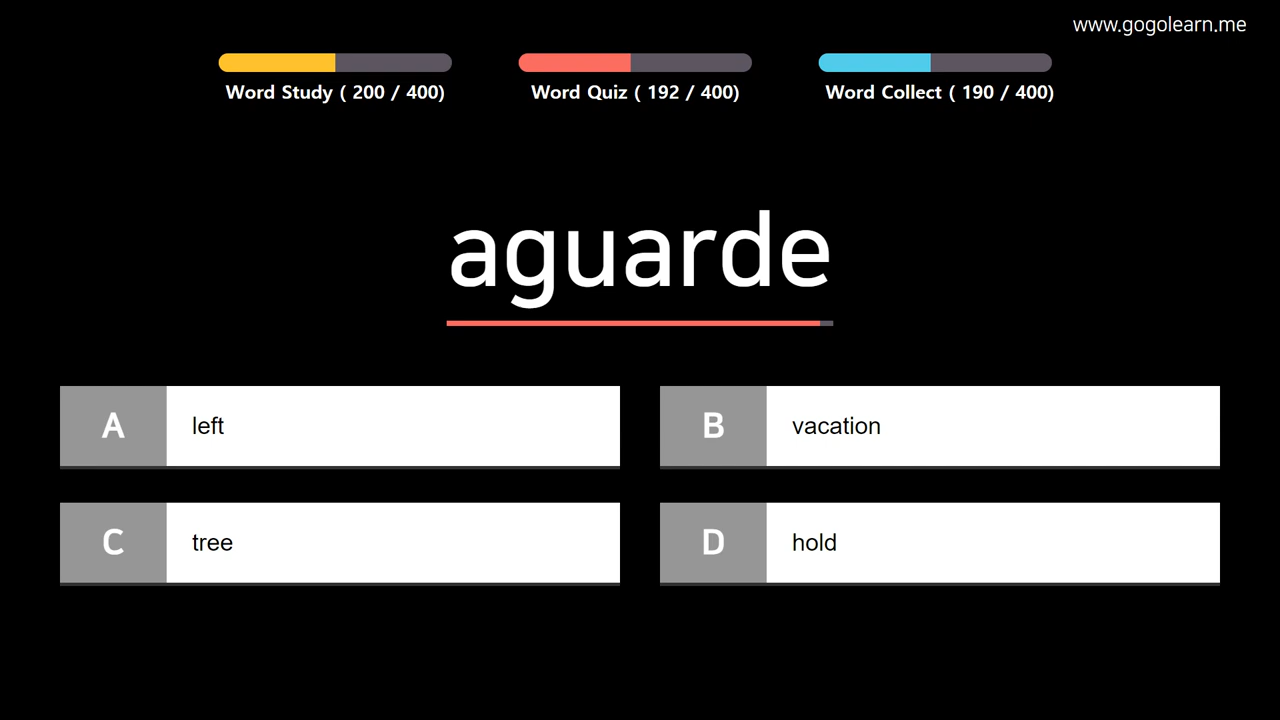 www.gogolearn.me
Word Study ( 200 / 400)
Word Quiz ( 192 / 400)
Word Collect ( 190 / 400)
aguarde
A left
B vacation
C tree
D hold